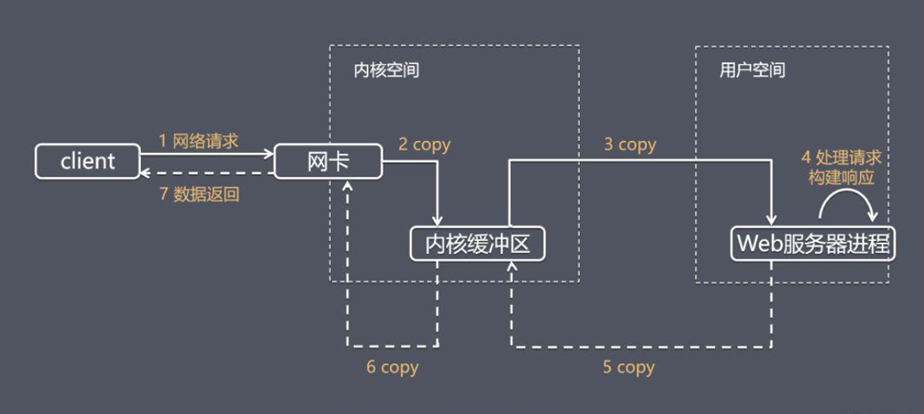 内核空间
用户空间
1 网络请求
2 copy
3 copy
4 处理请求
构建响应
client
网卡
7 数据返回
内核缓冲区
Web服务器进程
6 copy
5 copy